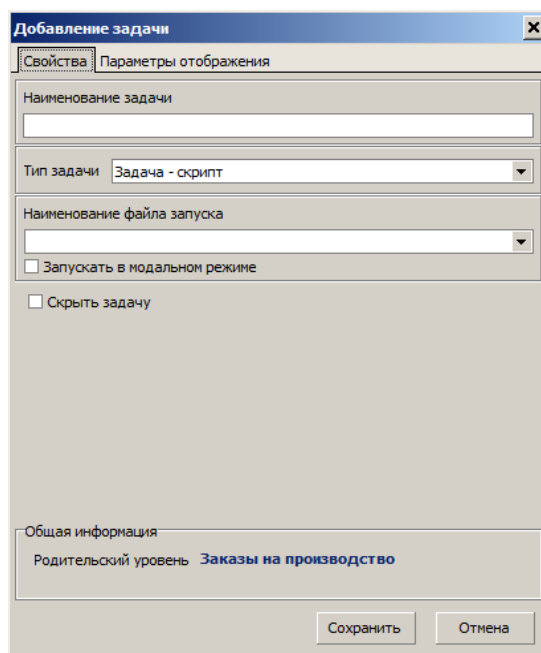 Добавление задачи
Свойства Параметры отображения
Наименование задачи
Тип задачи Задача - скрипт
Наименование файла запуска
Запускать в модальном режиме
Скрыть задачу
Общая информация
Родительский уровень Заказы на производство
Сохранить Отмена